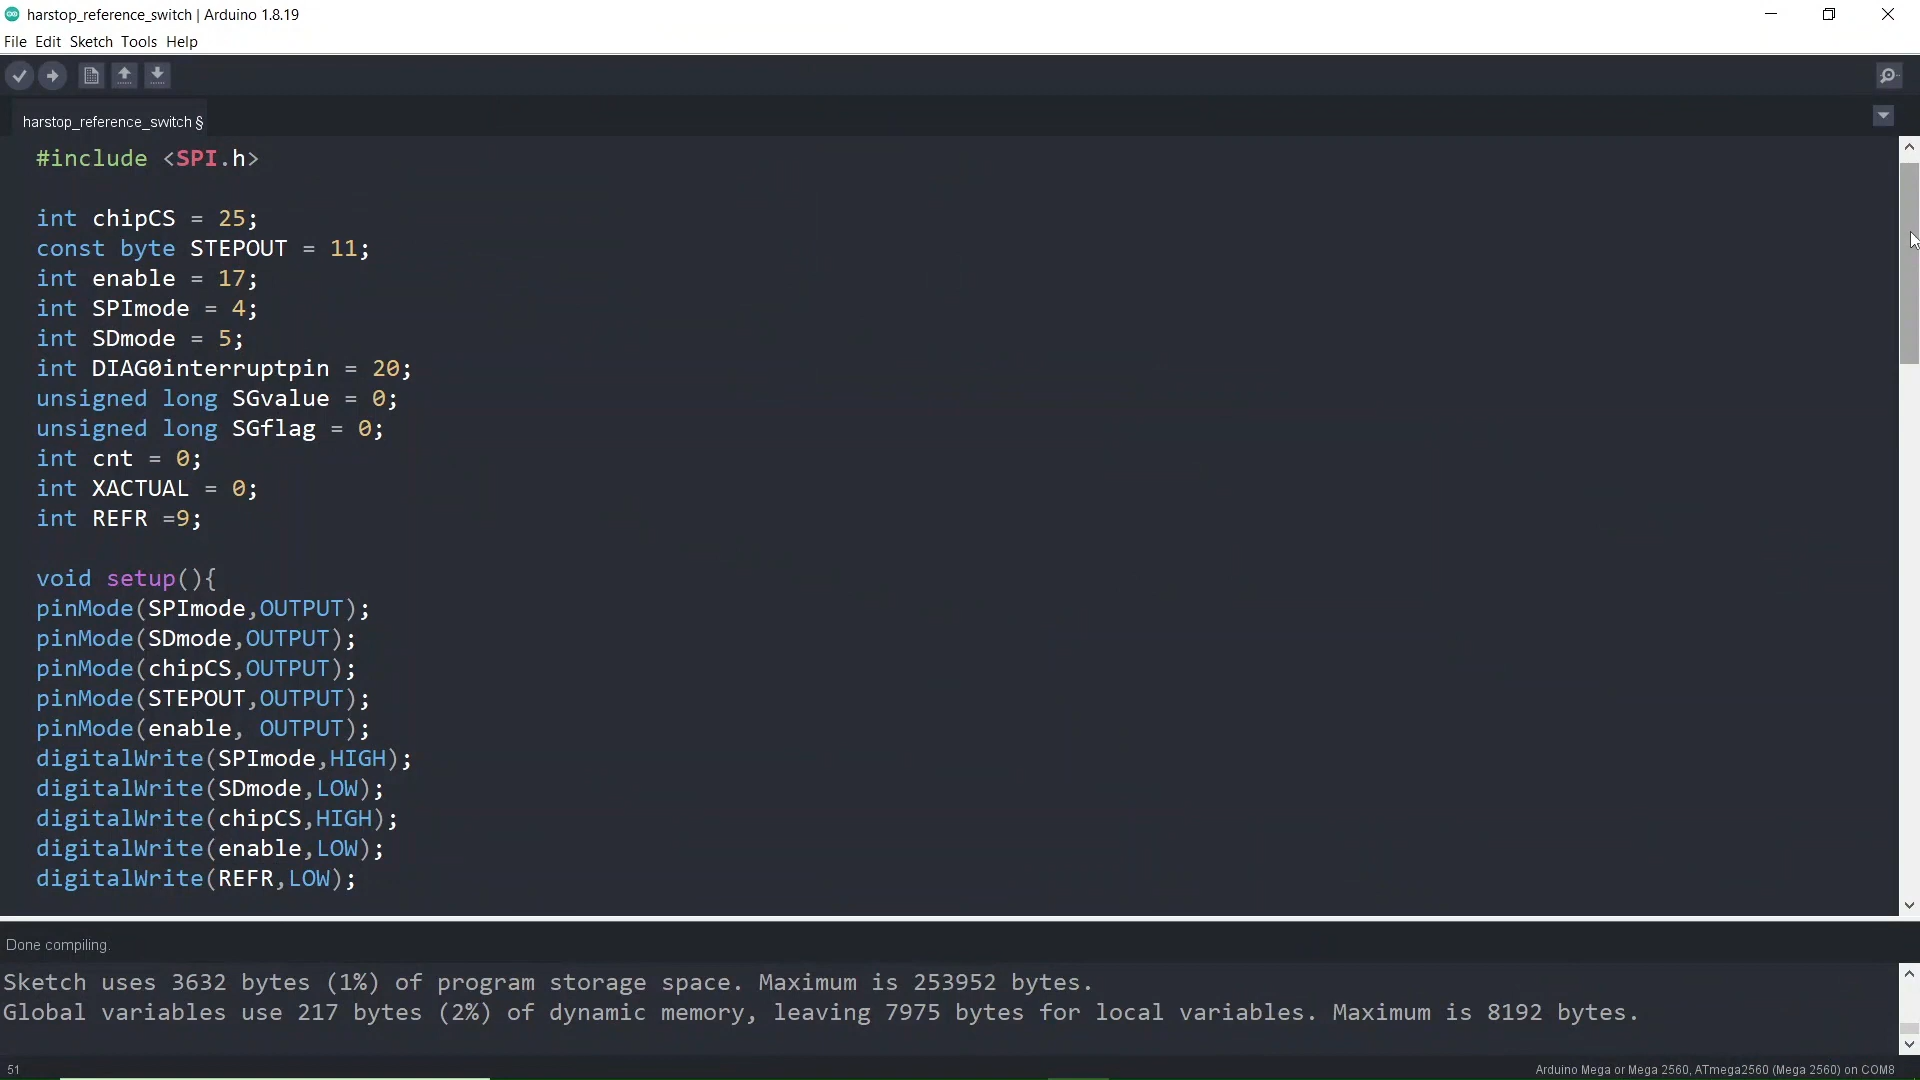 harstop_reference_switch | Arduino 1.8.19
File Edit Sketch Tools Help
harstop_reference_switch §
#include <SPI.h>
int chipCS = 25;
const byte STEPOUT = 11;
int enable = 17;
int SPImode = 4;
int SDmode = 5;
int DIAG0interruptpin = 20;
unsigned long SGvalue = 0;
unsigned long SGflag = 0;
int cnt = 0;
int XACTUAL = 0;
int REFR =9;
void setup(){
pinMode(SPImode,OUTPUT);
pinMode(SDmode,OUTPUT);
pinMode(chipCS,OUTPUT);
pinMode(STEPOUT,OUTPUT);
pinMode(enable, OUTPUT);
digitalWrite(SPImode,HIGH);
digitalWrite(SDmode,LOW);
digitalWrite(chipCS,HIGH);
digitalWrite(enable,LOW);
digitalWrite(REFR,LOW);
Done compiling.
Sketch uses 3632 bytes (1%) of program storage space. Maximum is 253952 bytes.
Global variables use 217 bytes (2%) of dynamic memory, leaving 7975 bytes for local variables. Maximum is 8192 bytes.
51
Arduino Mega or Mega 2560, ATmega2560 (Mega 2560) on COM8